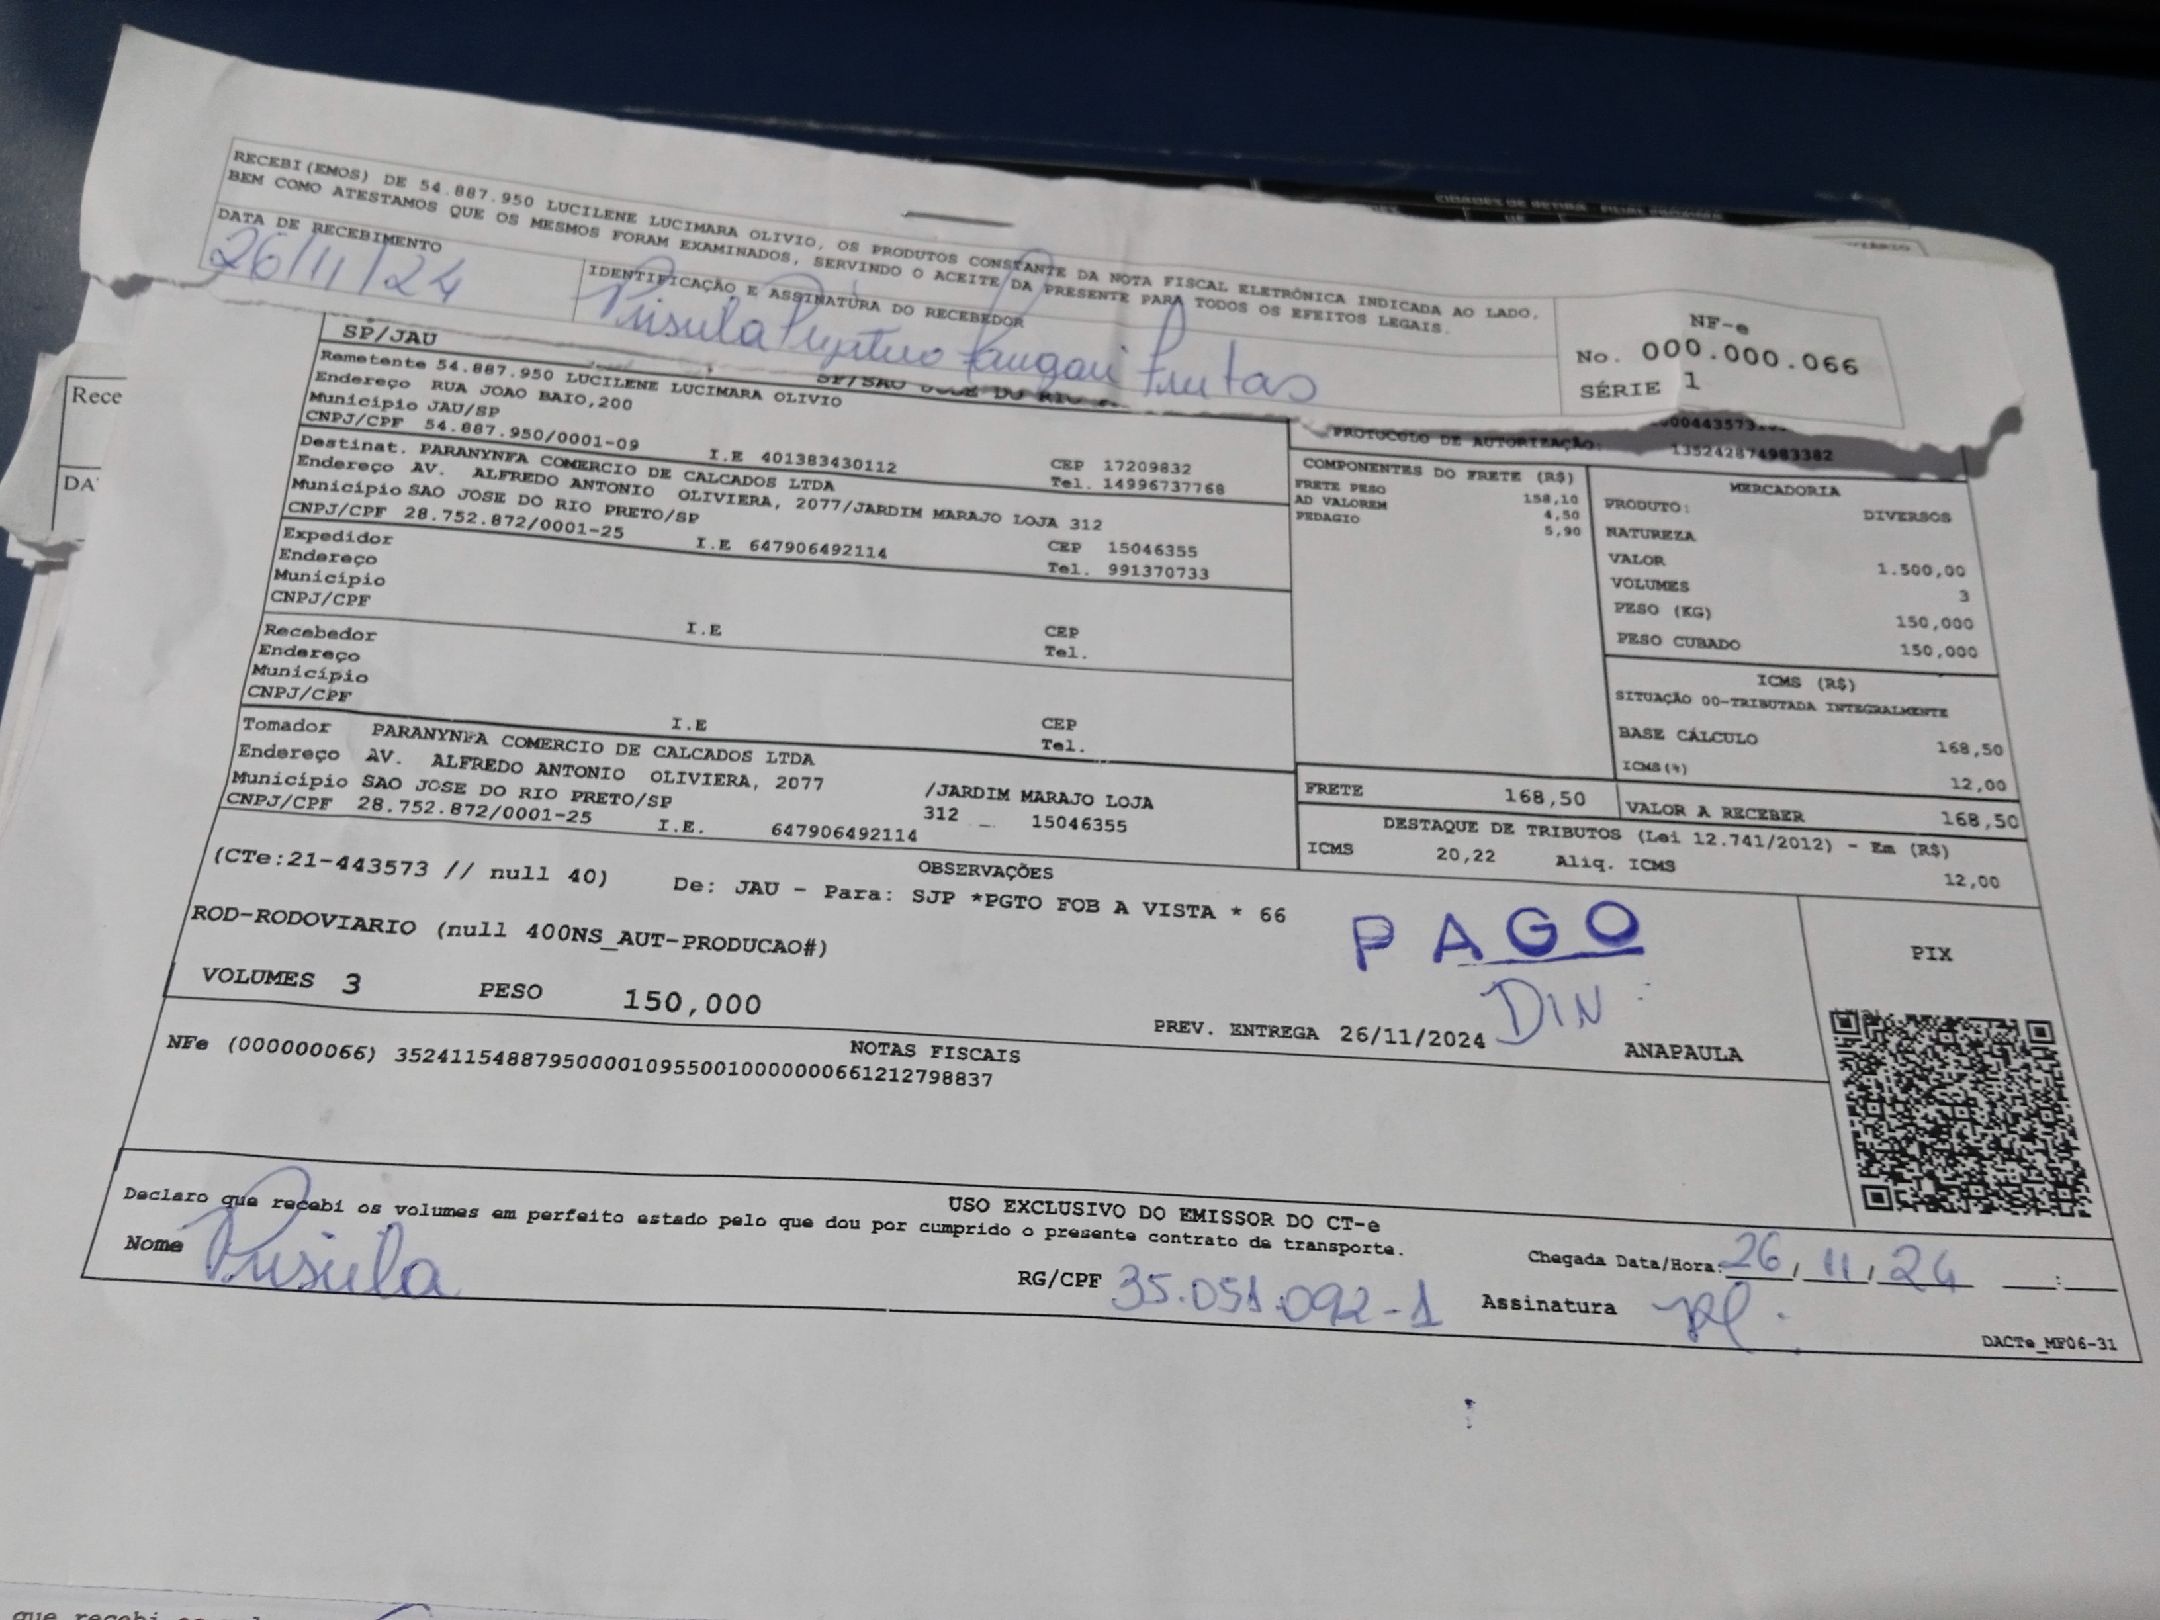 RECEBI(EMOS) DE 54.887.950 LUCILENE LUCIMARA OLIVIO, OS PRODUTOS CONSTANTE DA NOTA FISCAL ELETRÔNICA INDICADA AO LADO,
BEM COMO ATESTAMOS QUE OS MESMOS FORAM EXAMINADOS, SERVINDO O ACEITE DA PRESENTE PARA TODOS OS EFEITOS LEGAIS.
DATA DE RECEBIMENTO
26/11/24
IDENTIFICAÇÃO E ASSINATURA DO RECEBEDOR
NF-e
No. 000.000.066
SÉRIE 1
Rece
SP/JAU
Remetente 54.887.950 LUCILENE LUCIMARA OLIVIO
Endereço RUA JOAO BAIO,200
Município JAU/SP
CNPJ/CPF 54.887.950/0001-09 I.E 401383430112 CEP 17209832
Tel. 14996737768
Destinat. PARANYNFA COMERCIO DE CALCADOS LTDA
Endereço AV. ALFREDO ANTONIO OLIVIERA, 2077/JARDIM MARAJO LOJA 312
Município SAO JOSE DO RIO PRETO/SP
CNPJ/CPF 28.752.872/0001-25 I.E 647906492114 CEP 15046355
Tel. 991370733
Expedidor
Endereço
Município
CNPJ/CPF I.E CEP
Tel.
Recebedor
Endereço
Município
CNPJ/CPF I.E CEP
Tel.
Tomador PARANYNFA COMERCIO DE CALCADOS LTDA
Endereço AV. ALFREDO ANTONIO OLIVIERA, 2077 /JARDIM MARAJO LOJA
Município SAO JOSE DO RIO PRETO/SP 312 - 15046355
CNPJ/CPF 28.752.872/0001-25 I.E. 647906492114
PROTOCOLO DE AUTORIZAÇÃO: 135242874983382
COMPONENTES DO FRETE (R$)
FRETE PESO 158,10
AD VALOREM 4,50
PEDAGIO 5,90
MERCADORIA
PRODUTO: DIVERSOS
NATUREZA
VALOR 1.500,00
VOLUMES 3
PESO (KG) 150,000
PESO CUBADO 150,000
ICMS (R$)
SITUAÇÃO 00-TRIBUTADA INTEGRALMENTE
BASE CÁLCULO 168,50
ICMS(%) 12,00
FRETE 168,50 VALOR A RECEBER 168,50
DESTAQUE DE TRIBUTOS (Lei 12.741/2012) - Em (R$)
ICMS 20,22 Aliq. ICMS 12,00
OBSERVAÇÕES
(CTe:21-443573 // null 40) De: JAU - Para: SJP *PGTO FOB A VISTA * 66
ROD-RODOVIARIO (null 400NS_AUT-PRODUCAO#)
PAGO
DIN
PIX
VOLUMES 3 PESO 150,000
PREV. ENTREGA 26/11/2024 ANAPAULA
NOTAS FISCAIS
NFe (000000066) 35241154887950000109550010000000661212798837
USO EXCLUSIVO DO EMISSOR DO CT-e
Declaro que recebi os volumes em perfeito estado pelo que dou por cumprido o presente contrato de transporte.
Nome Prisiula RG/CPF 35.051.092-1 Chegada Data/Hora: 26/11/24 :
Assinatura
DACTe_MF06-31
que recebi os